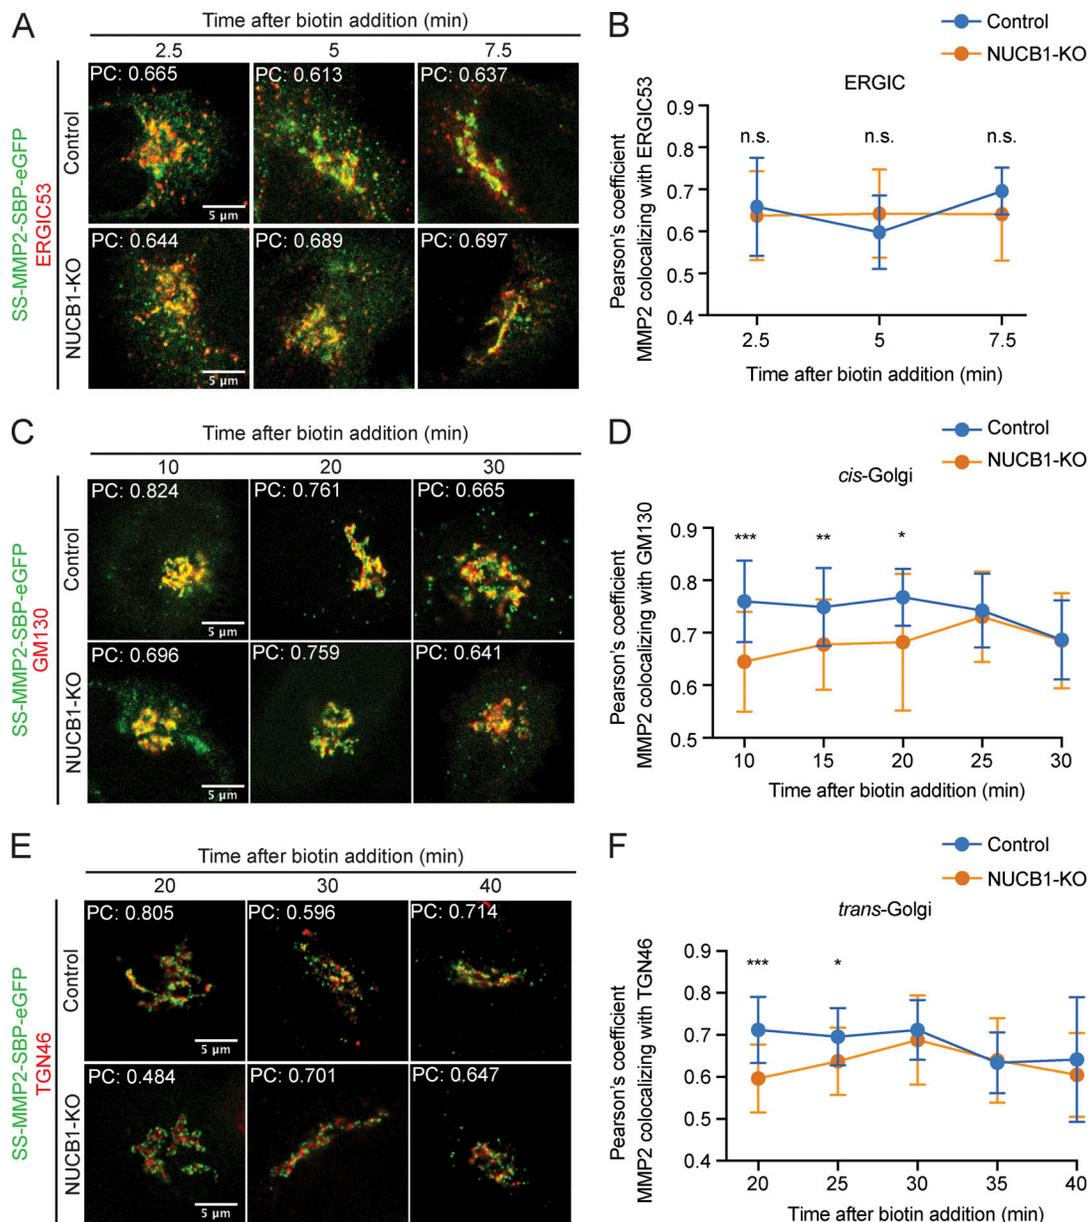 A
Time after biotin addition (min)
2.5 5 7.5
SS-MMP2-SBP-eGFP
ERGIC53
Control
PC: 0.665 PC: 0.613 PC: 0.637
5 µm
NUCB1-KO
PC: 0.644 PC: 0.689 PC: 0.697
5 µm
B
Control
NUCB1-KO
ERGIC
Pearson's coefficient
MMP2 colocalizing with ERGIC53
0.9
0.8
0.7
0.6
0.5
0.4
n.s. n.s. n.s.
2.5 5 7.5
Time after biotin addition (min)
C
Time after biotin addition (min)
10 20 30
SS-MMP2-SBP-eGFP
GM130
Control
PC: 0.824 PC: 0.761 PC: 0.665
5 µm
NUCB1-KO
PC: 0.696 PC: 0.759 PC: 0.641
5 µm
D
Control
NUCB1-KO
cis-Golgi
Pearson's coefficient
MMP2 colocalizing with GM130
0.9
0.8
0.7
0.6
0.5
*** ** *
10 15 20 25 30
Time after biotin addition (min)
E
Time after biotin addition (min)
20 30 40
SS-MMP2-SBP-eGFP
TGN46
Control
PC: 0.805 PC: 0.596 PC: 0.714
5 µm
NUCB1-KO
PC: 0.484 PC: 0.701 PC: 0.647
5 µm
F
Control
NUCB1-KO
trans-Golgi
Pearson's coefficient
MMP2 colocalizing with TGN46
0.9
0.8
0.7
0.6
0.5
0.4
*** *
20 25 30 35 40
Time after biotin addition (min)